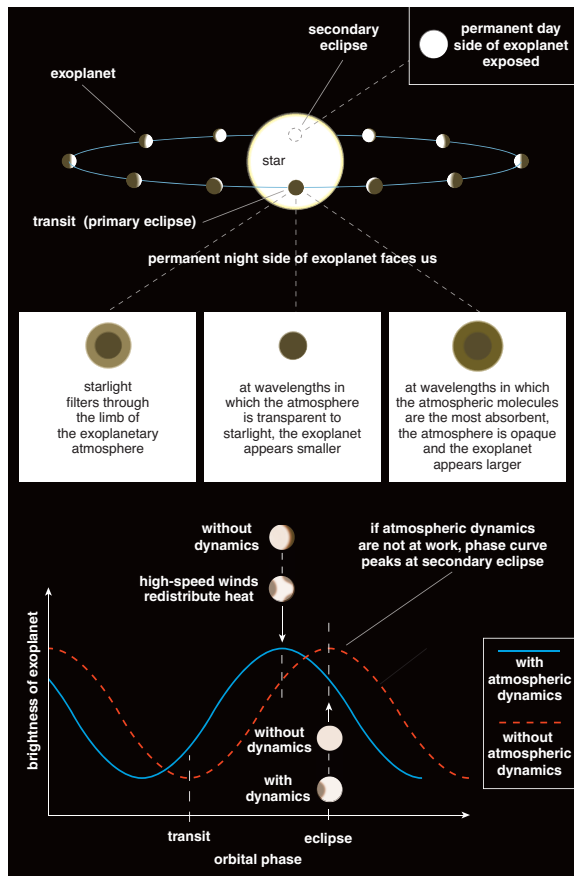 secondary
eclipse
permanent day
side of exoplanet
exposed
exoplanet
star
transit (primary eclipse)
permanent night side of exoplanet faces us
starlight
filters through
the limb of
the exoplanetary
atmosphere
at wavelengths in
which the atmosphere
is transparent to
starlight, the exoplanet
appears smaller
at wavelengths in which
the atmospheric molecules
are the most absorbent,
the atmosphere is opaque
and the exoplanet
appears larger
without
dynamics
high-speed winds
redistribute heat
if atmospheric dynamics
are not at work, phase curve
peaks at secondary eclipse
brightness of exoplanet
with
atmospheric
dynamics
without
atmospheric
dynamics
without
dynamics
with
dynamics
transit
eclipse
orbital phase